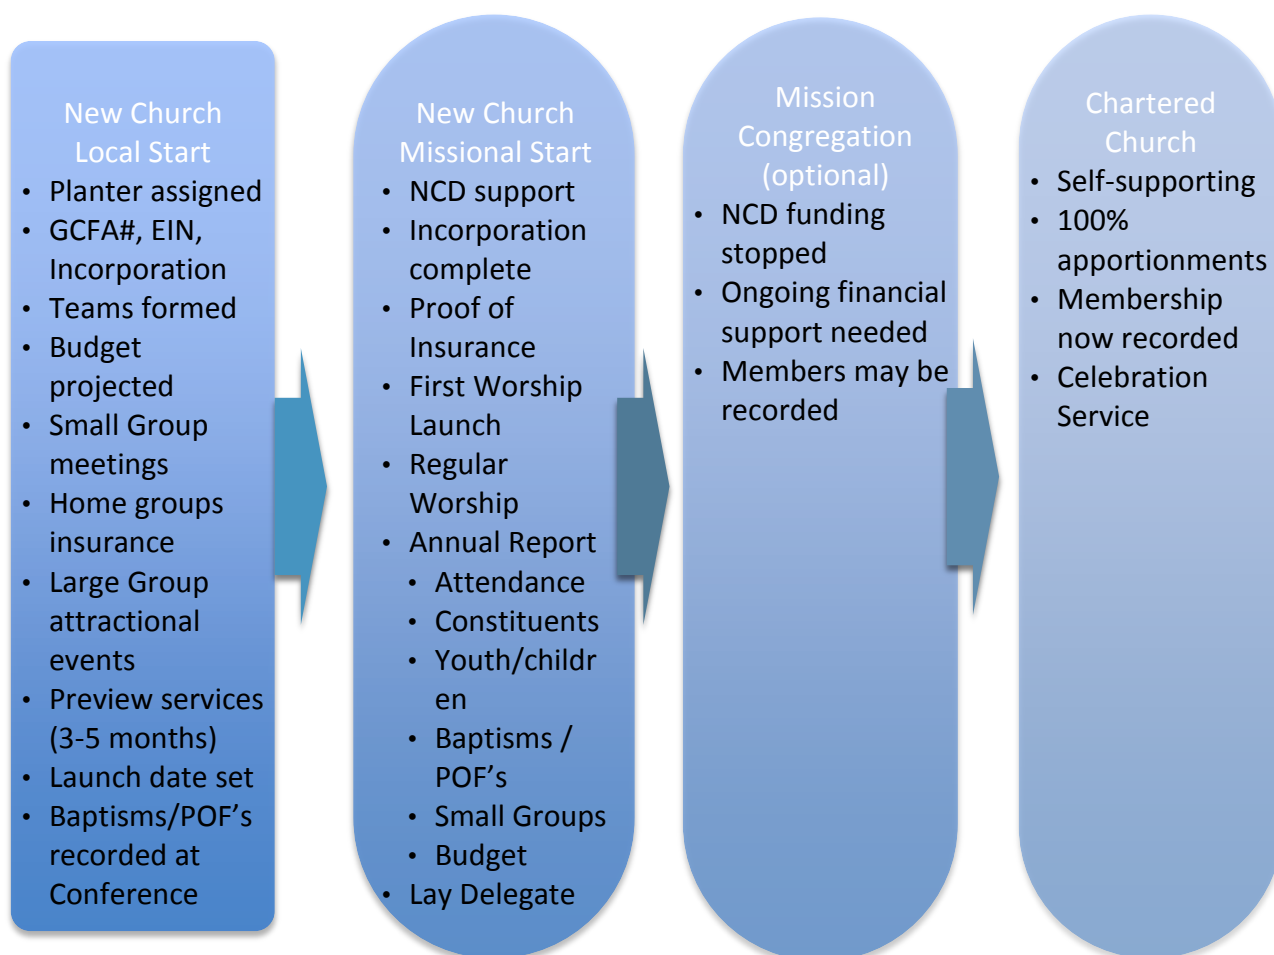 New Church
Local Start
• Planter assigned
• GCFA#, EIN,
Incorporation
• Teams formed
• Budget
projected
• Small Group
meetings
• Home groups
insurance
• Large Group
attractional
events
• Preview services
(3-5 months)
• Launch date set
• Baptisms/POF’s
recorded at
Conference
New Church
Missional Start
• NCD support
• Incorporation
complete
• Proof of
Insurance
• First Worship
Launch
• Regular
Worship
• Annual Report
• Attendance
• Constituents
• Youth/childr
en
• Baptisms /
POF’s
• Small Groups
• Budget
• Lay Delegate
Mission
Congregation
(optional)
• NCD funding
stopped
• Ongoing financial
support needed
• Members may be
recorded
Chartered
Church
• Self-supporting
• 100%
apportionments
• Membership
now recorded
• Celebration
Service